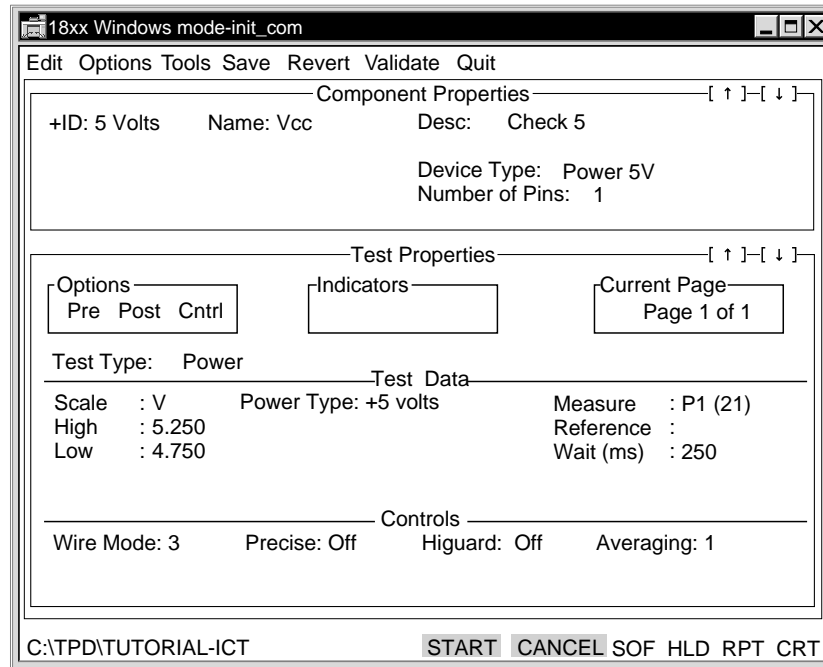 18xx Windows mode-init_com
Edit Options Tools Save Revert Validate Quit
Component Properties [ ↑ ]─[ ↓ ]
+ID: 5 Volts Name: Vcc Desc: Check 5
Device Type: Power 5V
Number of Pins: 1
Test Properties [ ↑ ]─[ ↓ ]
Options Indicators Current Page
Pre Post Cntrl Page 1 of 1
Test Type: Power
Test Data
Scale : V Power Type: +5 volts Measure : P1 (21)
High : 5.250 Reference :
Low : 4.750 Wait (ms) : 250
Controls
Wire Mode: 3 Precise: Off Higuard: Off Averaging: 1
C:\TPD\TUTORIAL-ICT START CANCEL SOF HLD RPT CRT